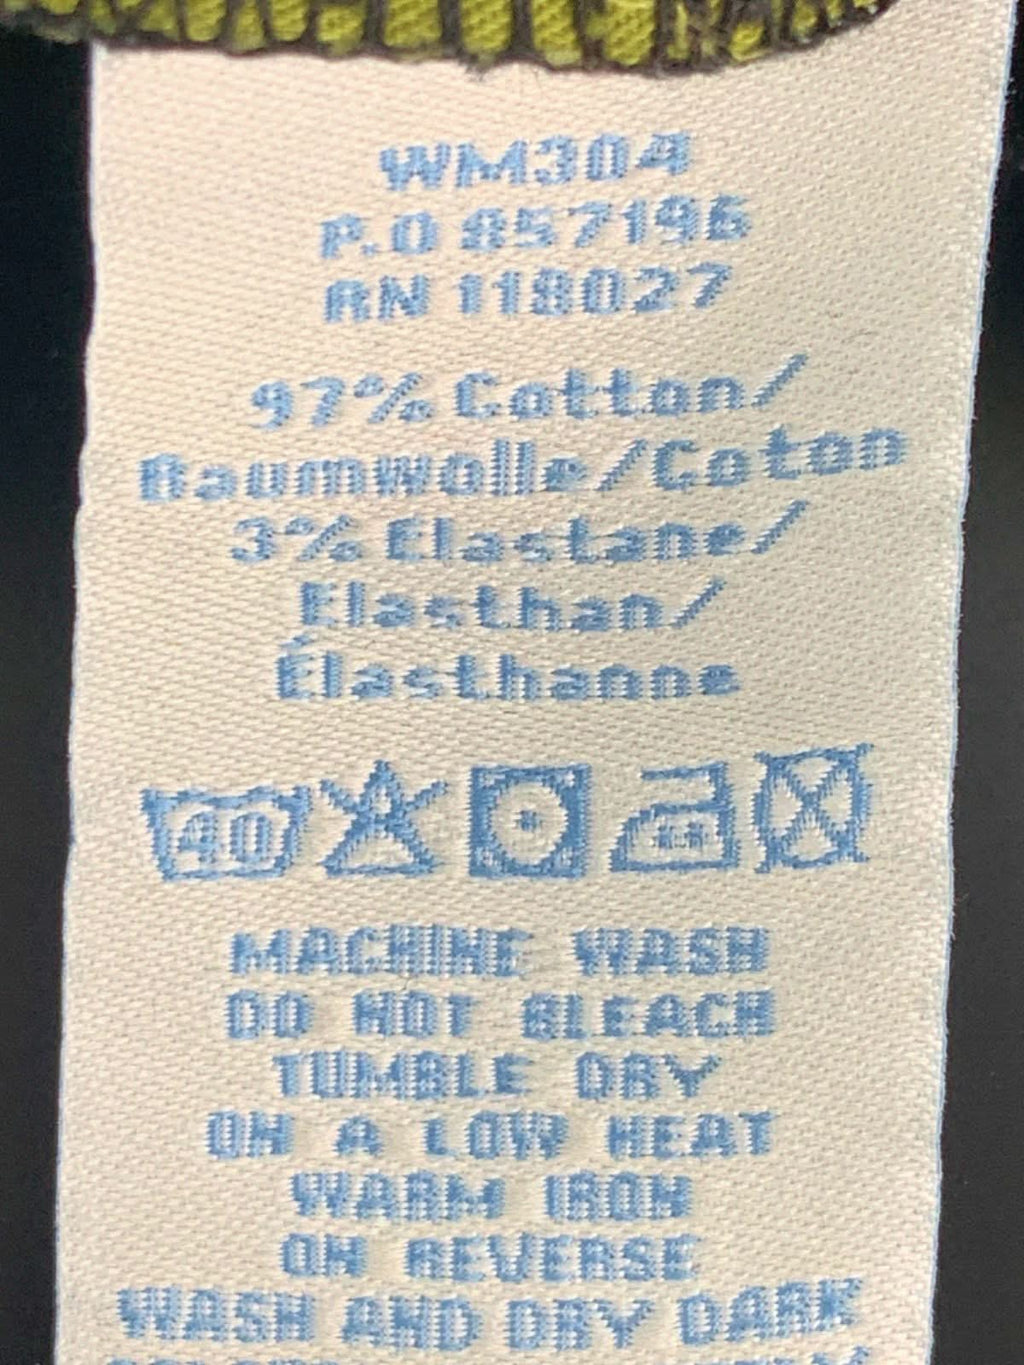 WM304
P.O 857196
RN 118027
97% Cotton/
Baumwolle/Coton
3% Elastane/
Elasthan/
Élasthanne
40
MACHINE WASH
DO NOT BLEACH
TUMBLE DRY
ON A LOW HEAT
WARM IRON
ON REVERSE
WASH AND DRY DARK